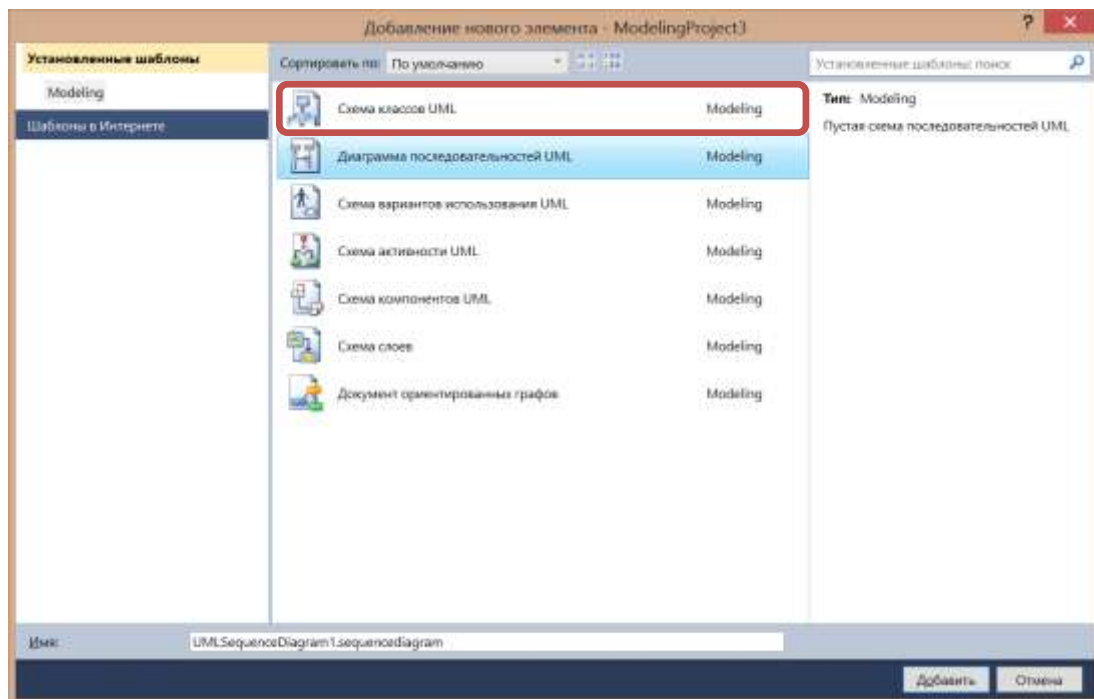 Добавление нового элемента - ModelingProject3
?
Установленные шаблоны
Modeling
Шаблоны в Интернете
Сортировать по: По умолчанию
Установленные шаблоны: поиск
Схема классов UML Modeling
Диаграмма последовательностей UML Modeling
Схема вариантов использования UML Modeling
Схема активности UML Modeling
Схема компонентов UML Modeling
Схема слоев Modeling
Документ ориентированных графов Modeling
Тип: Modeling
Пустая схема последовательностей UML
Имя: UMLSequenceDiagram1.sequencediagram
Добавить Отмена